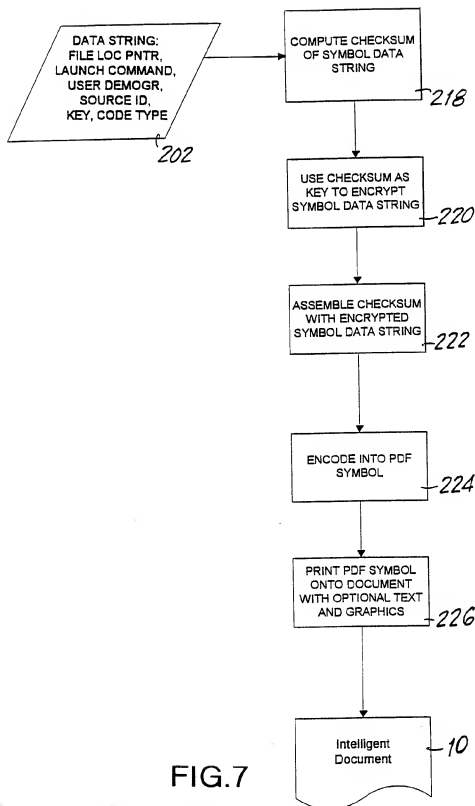 DATA STRING:
FILE LOC PNTR,
LAUNCH COMMAND,
USER DEMOGR,
SOURCE ID,
KEY, CODE TYPE
202
COMPUTE CHECKSUM
OF SYMBOL DATA
STRING
218
USE CHECKSUM AS
KEY TO ENCRYPT
SYMBOL DATA STRING
220
ASSEMBLE CHECKSUM
WITH ENCRYPTED
SYMBOL DATA STRING
222
ENCODE INTO PDF
SYMBOL
224
PRINT PDF SYMBOL
ONTO DOCUMENT
WITH OPTIONAL TEXT
AND GRAPHICS
226
Intelligent
Document
10
FIG.7